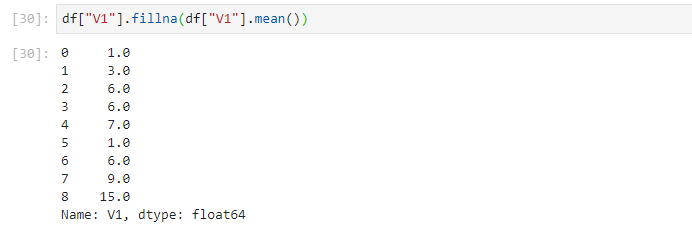 [30]: df["V1"].fillna(df["V1"].mean())
[30]: 0 1.0
1 3.0
2 6.0
3 6.0
4 7.0
5 1.0
6 6.0
7 9.0
8 15.0
Name: V1, dtype: float64